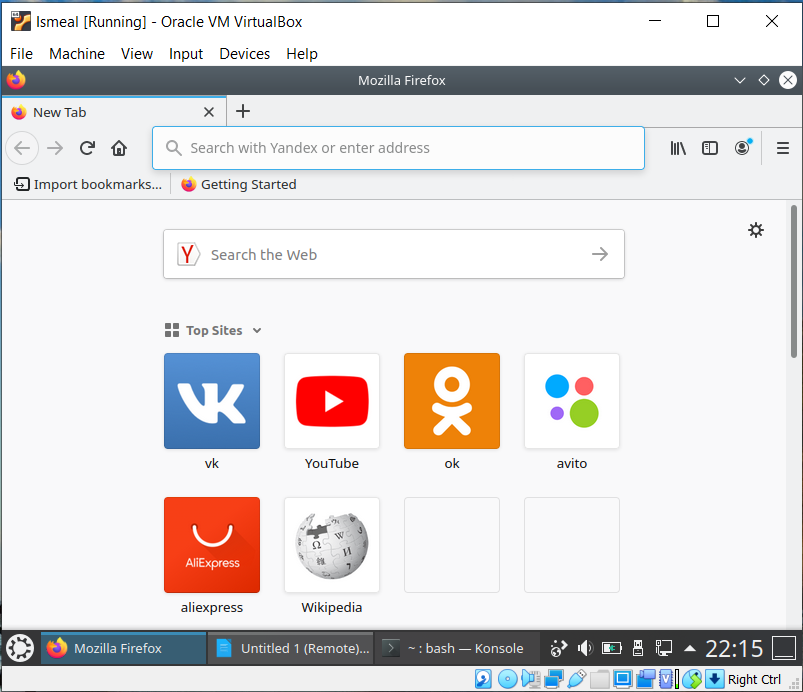 Ismeal [Running] - Oracle VM VirtualBox
File Machine View Input Devices Help
Mozilla Firefox
New Tab
Search with Yandex or enter address
Import bookmarks... Getting Started
Y Search the Web
Top Sites
vk YouTube ok avito
AliExpress
Ω W И
aliexpress Wikipedia
Mozilla Firefox Untitled 1 (Remote)... ~ : bash — Konsole 22:15
Right Ctrl